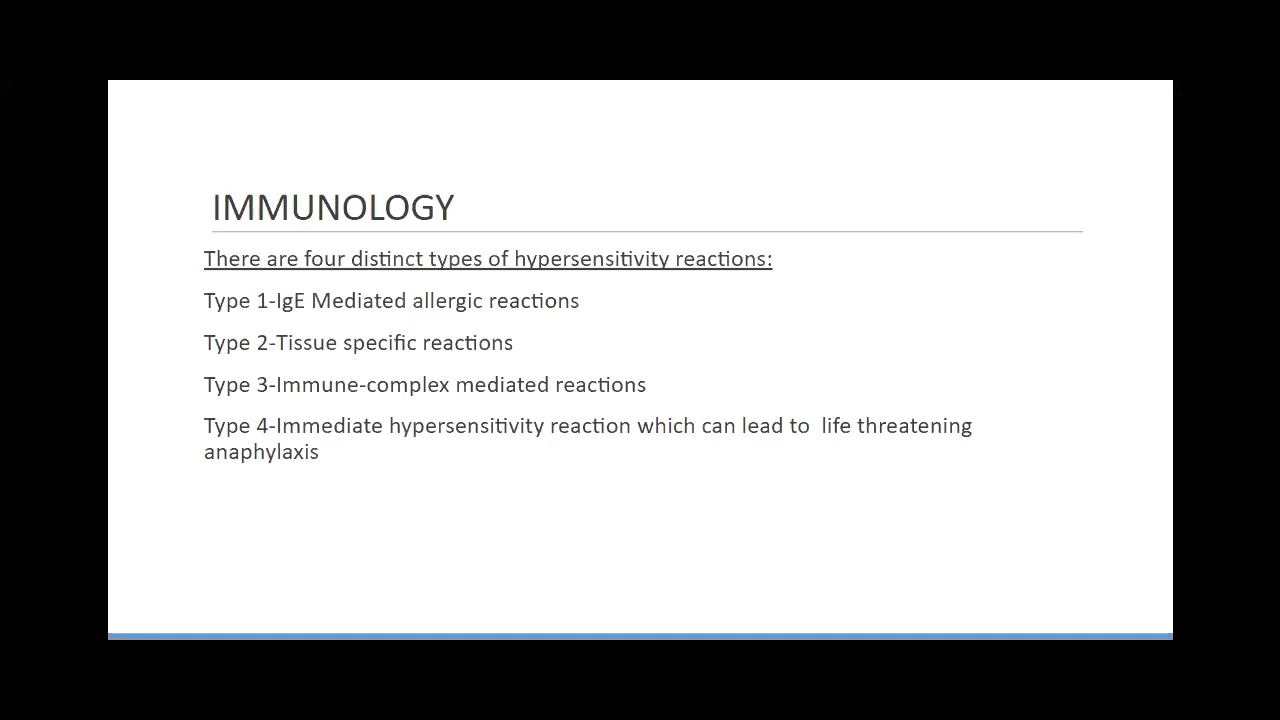 IMMUNOLOGY
There are four distinct types of hypersensitivity reactions:
Type 1-IgE Mediated allergic reactions
Type 2-Tissue specific reactions
Type 3-Immune-complex mediated reactions
Type 4-Immediate hypersensitivity reaction which can lead to  life threatening
anaphylaxis